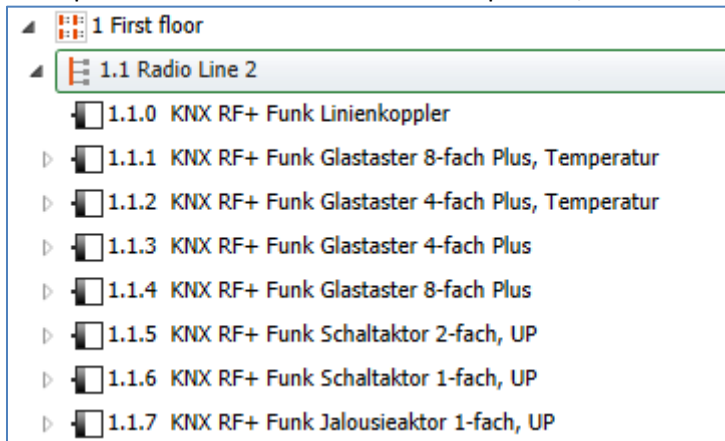 1 First floor
1.1 Radio Line 2
1.1.0 KNX RF+ Funk Linienkoppler
1.1.1 KNX RF+ Funk Glastaster 8-fach Plus, Temperatur
1.1.2 KNX RF+ Funk Glastaster 4-fach Plus, Temperatur
1.1.3 KNX RF+ Funk Glastaster 4-fach Plus
1.1.4 KNX RF+ Funk Glastaster 8-fach Plus
1.1.5 KNX RF+ Funk Schaltaktor 2-fach, UP
1.1.6 KNX RF+ Funk Schaltaktor 1-fach, UP
1.1.7 KNX RF+ Funk Jalousieaktor 1-fach, UP